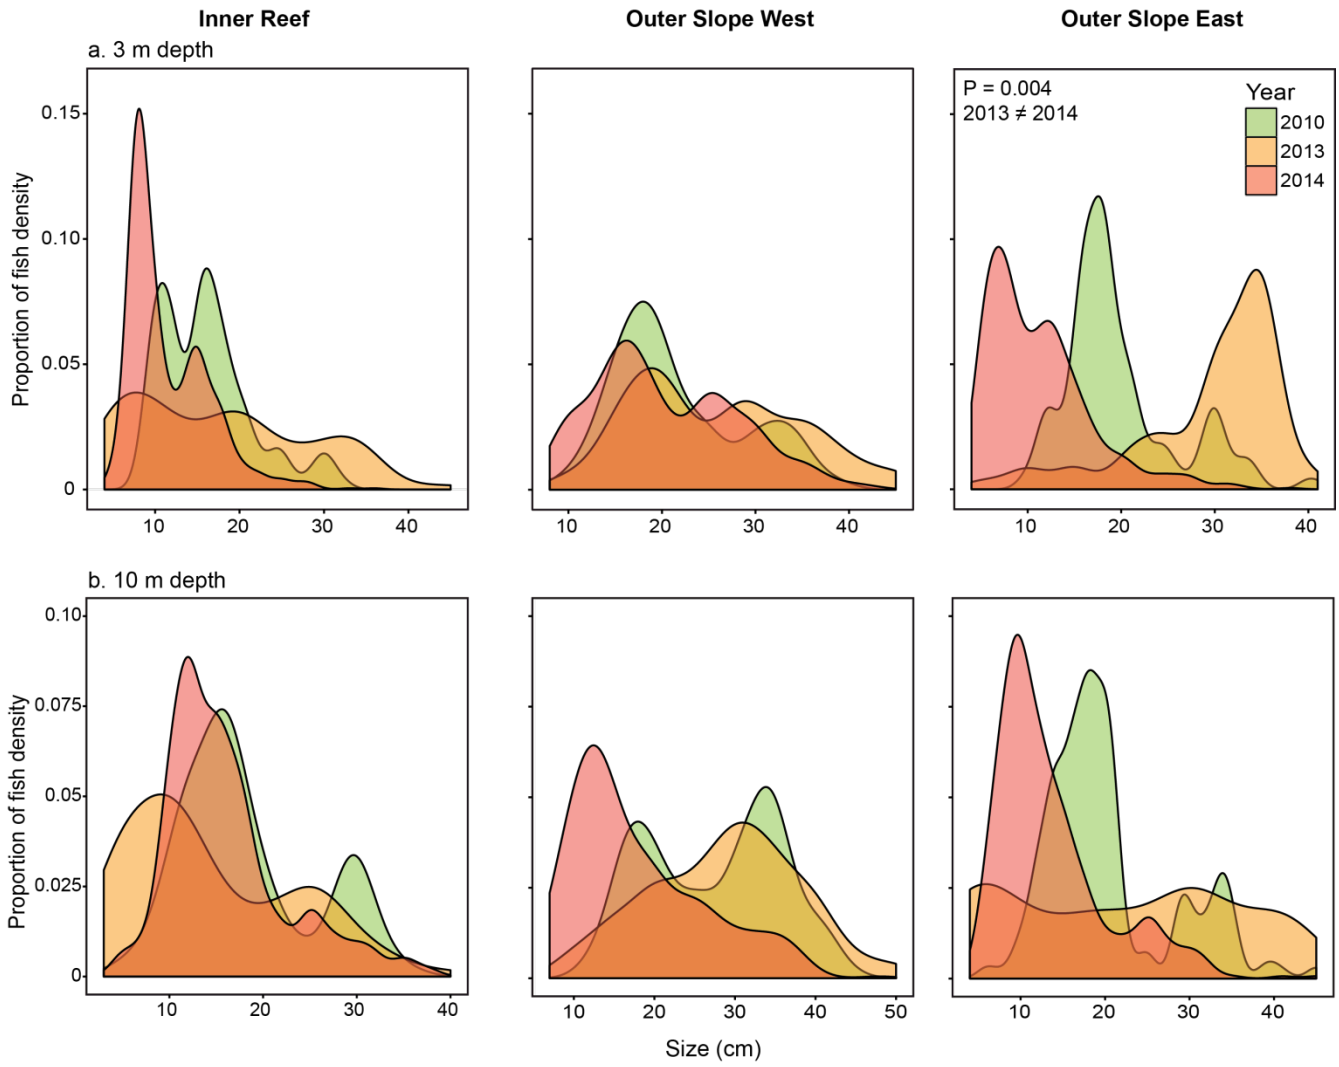 Inner Reef
Outer Slope West
Outer Slope East
a. 3 m depth
Proportion of fish density
0.15
0.10
0.05
0
10 20 30 40
10 20 30 40
P = 0.004
2013 ≠ 2014
Year
2010
2013
2014
10 20 30 40
b. 10 m depth
Proportion of fish density
0.10
0.075
0.05
0.025
0
10 20 30 40
10 20 30 40 50
10 20 30 40
Size (cm)